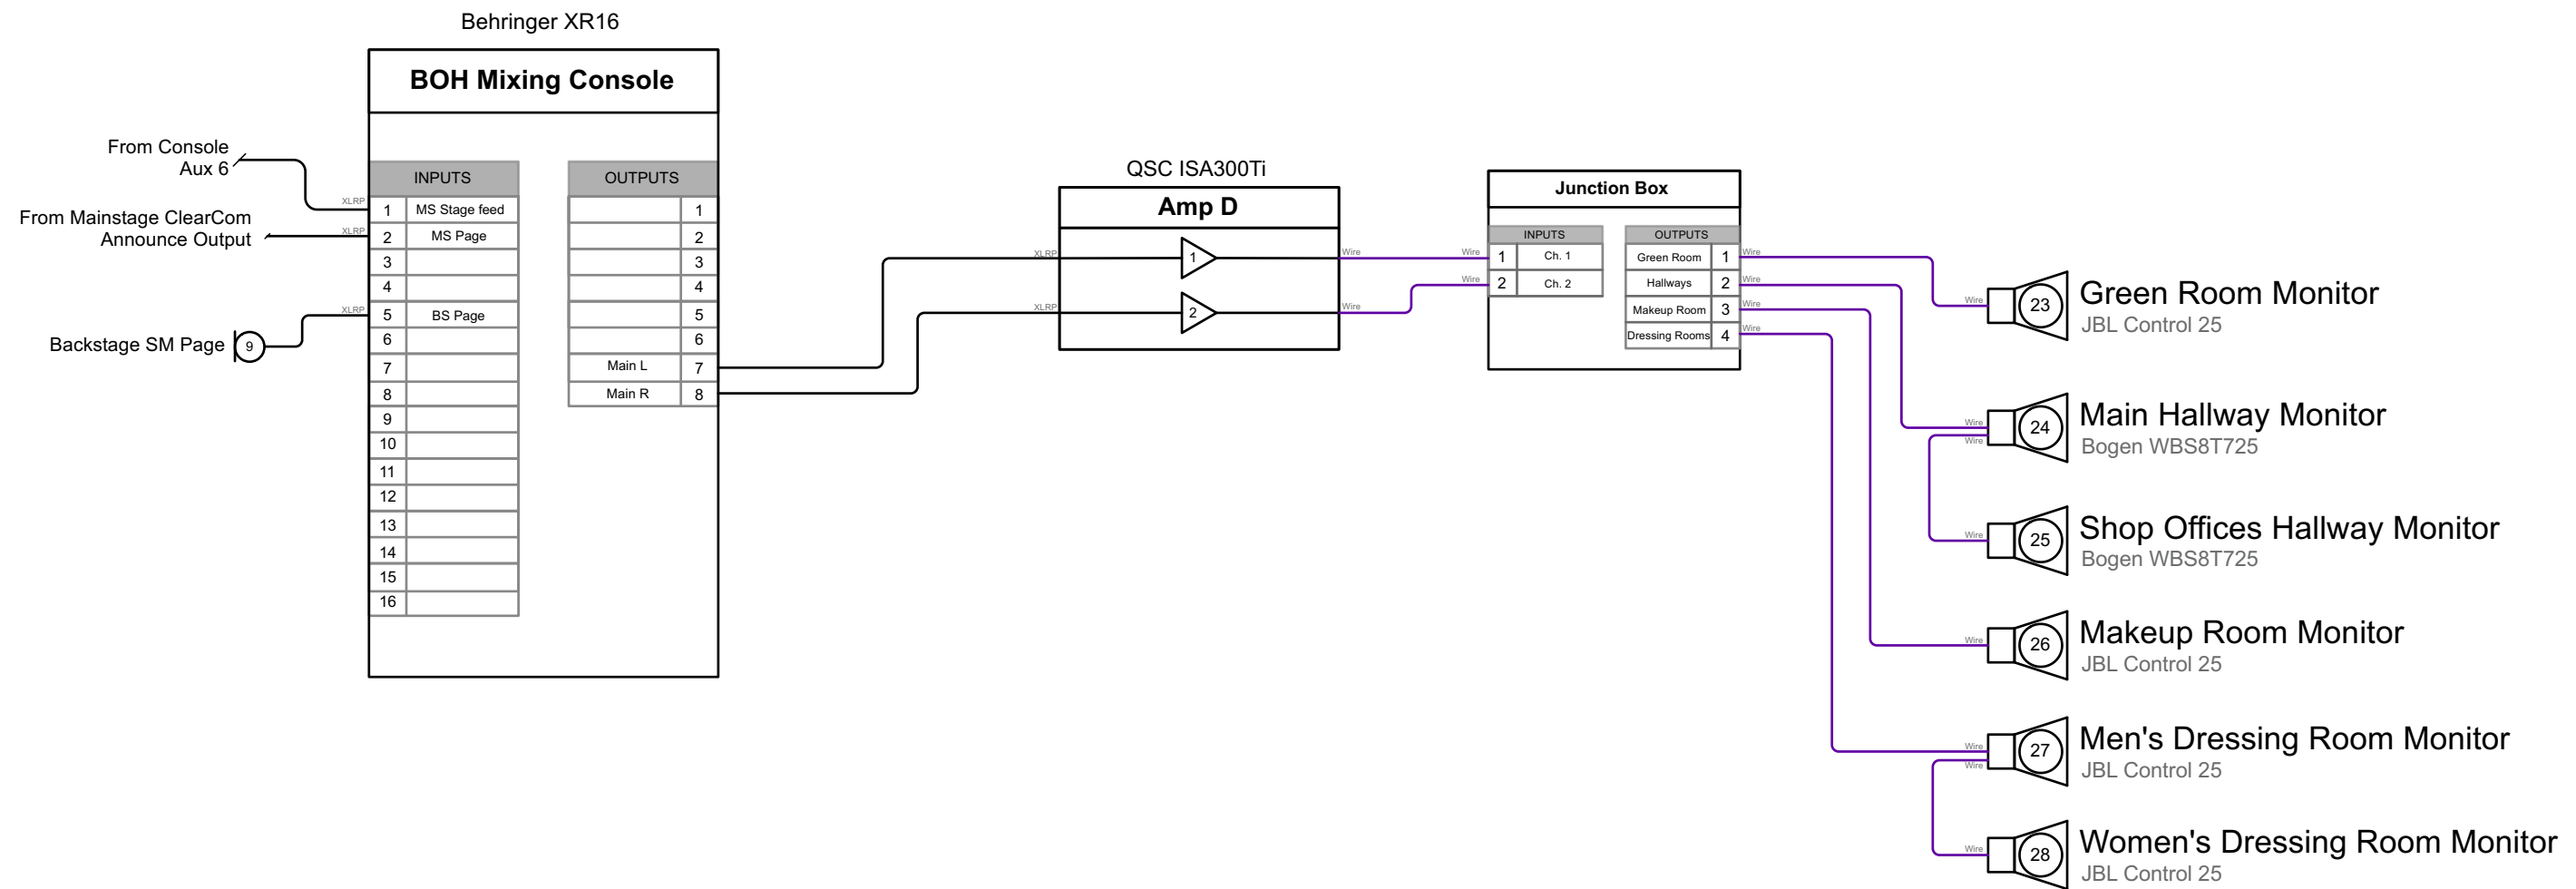 Behringer XR16
BOH Mixing Console
From Console
Aux 6
From Mainstage ClearCom
Announce Output
Backstage SM Page
9
XLRP
XLRP
XLRP
INPUTS
1 MS Stage feed
2 MS Page
3
4
5 BS Page
6
7
8
9
10
11
12
13
14
15
16
OUTPUTS
1
2
3
4
5
6
Main L 7
Main R 8
QSC ISA300Ti
Amp D
XLRP
1
Wire
XLRP
2
Wire
Junction Box
Wire
Wire
INPUTS
1 Ch. 1
2 Ch. 2
OUTPUTS
Green Room 1
Hallways 2
Makeup Room 3
Dressing Rooms 4
Wire
Wire
Wire
Wire
Wire
23
Green Room Monitor
JBL Control 25
Wire
Wire
24
Main Hallway Monitor
Bogen WBS8T725
Wire
25
Shop Offices Hallway Monitor
Bogen WBS8T725
Wire
26
Makeup Room Monitor
JBL Control 25
Wire
Wire
27
Men's Dressing Room Monitor
JBL Control 25
Wire
28
Women's Dressing Room Monitor
JBL Control 25